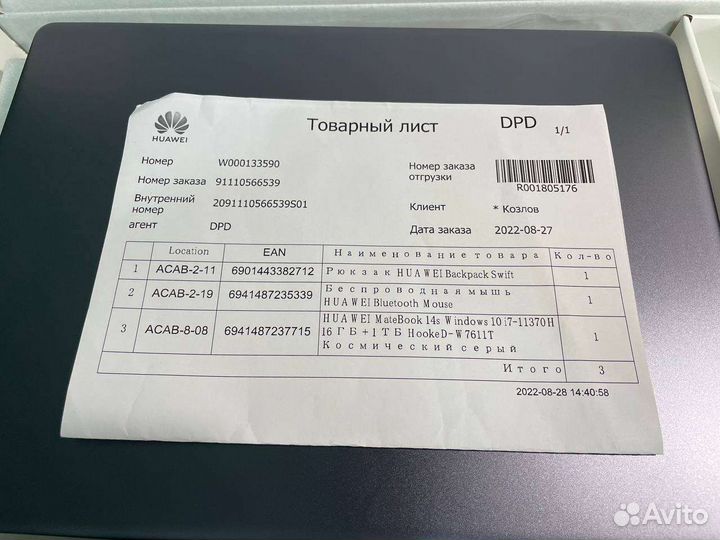 HUAWEI
Товарный лист
DPD 1/1
Номер W000133590
Номер заказа отгрузки
R001805176
Номер заказа 91110566539
Внутренний номер 2091110566539S01
Клиент * Козлов
агент DPD
Дата заказа 2022-08-27
Location EAN Наименование товара Кол-во
1 ACAB-2-11 6901443382712 Рюкзак HUAWEI Backpack Swift 1
2 ACAB-2-19 6941487235339 Беспроводная мышь
HUAWEI Bluetooth Mouse 1
3 ACAB-8-08 6941487237715 HUAWEI MateBook 14s Windows 10 i7-11370H
16 ГБ+1ТБ HookeD-W7611T
Космический серый 1
Итого 3
2022-08-28 14:40:58
Avito